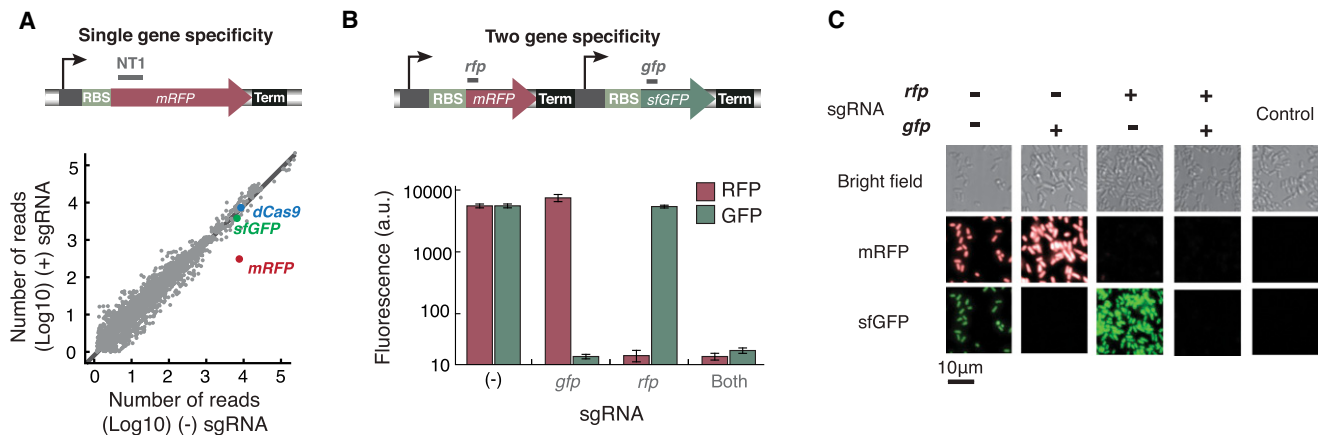 A
Single gene specificity
NT1
RBS
mRFP
Term
Number of reads
(Log10) (+) sgRNA
5
4
3
2
1
0
dCas9
sfGFP
mRFP
0 1 2 3 4 5
Number of reads
(Log10) (-) sgRNA
B
Two gene specificity
rfp
gfp
RBS mRFP Term RBS sfGFP Term
Fluorescence (a.u.)
10000
1000
100
10
RFP
GFP
(-) gfp rfp Both
sgRNA
C
sgRNA
rfp - - + +
gfp - + - +
Control
Bright field
mRFP
sfGFP
10μm